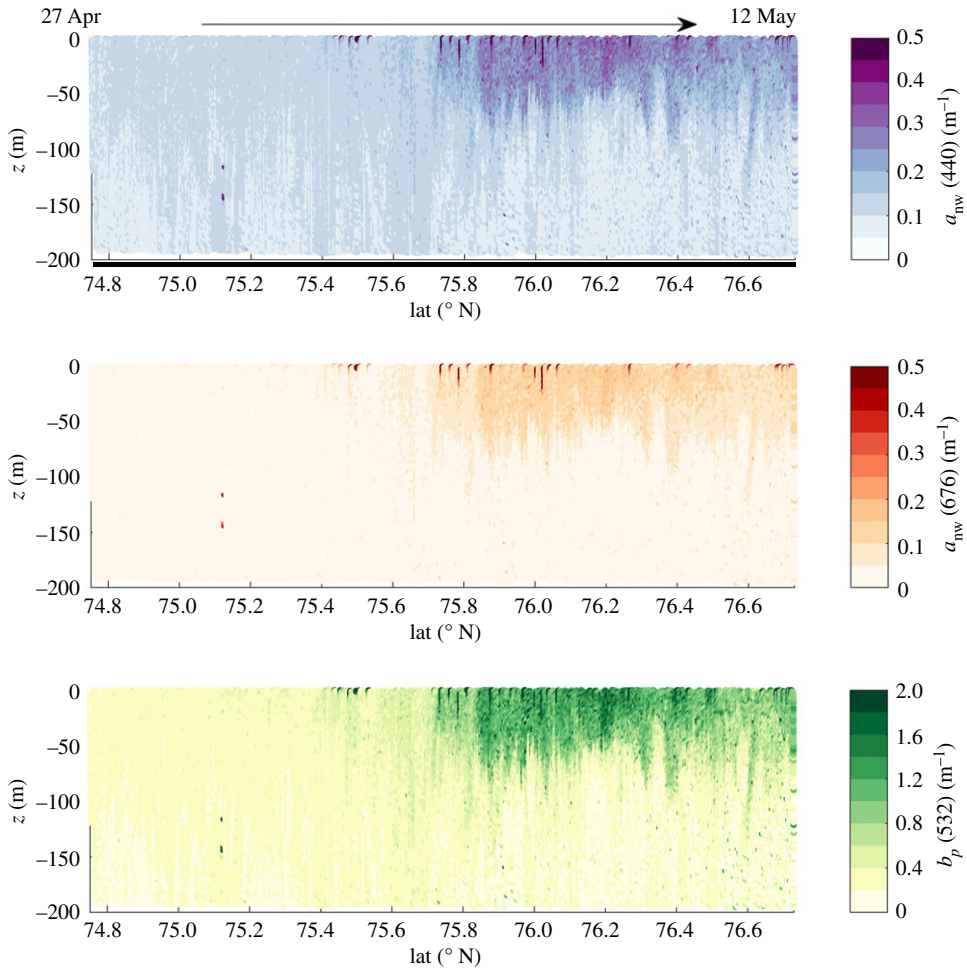 27 Apr 12 May
0
–50
–100
–150
–200
z (m)
74.8 75.0 75.2 75.4 75.6 75.8 76.0 76.2 76.4 76.6
lat (° N)
0.5
0.4
0.3
0.2
0.1
0
a_nw (440) (m⁻¹)
0
–50
–100
–150
–200
z (m)
74.8 75.0 75.2 75.4 75.6 75.8 76.0 76.2 76.4 76.6
lat (° N)
0.5
0.4
0.3
0.2
0.1
0
a_nw (676) (m⁻¹)
0
–50
–100
–150
–200
z (m)
74.8 75.0 75.2 75.4 75.6 75.8 76.0 76.2 76.4 76.6
lat (° N)
2.0
1.6
1.2
0.8
0.4
0
b_p (532) (m⁻¹)